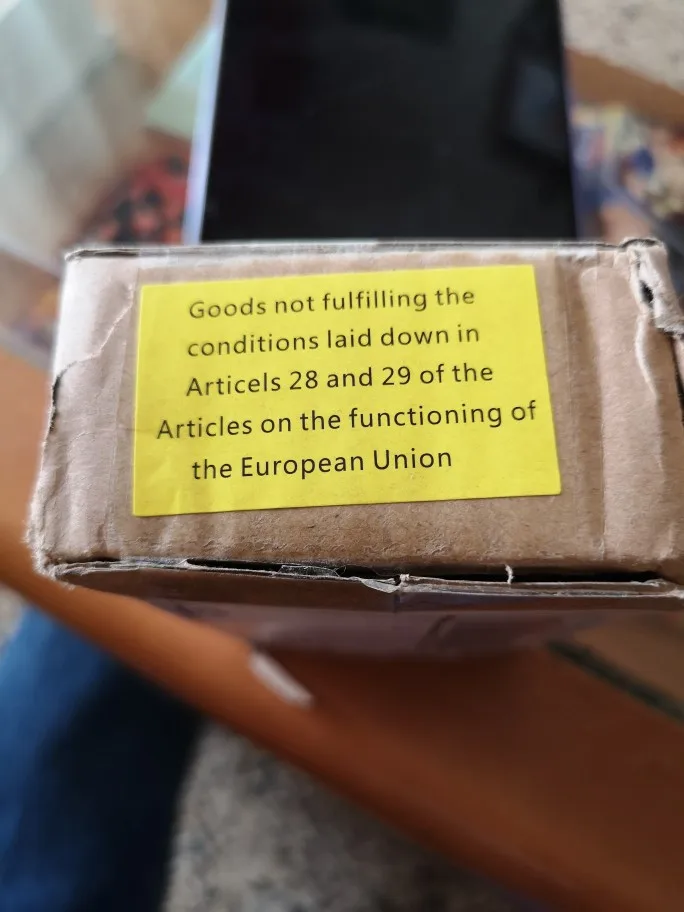 Goods not fulfilling the
conditions laid down in
Articels 28 and 29 of the
Articles on the functioning of
the European Union